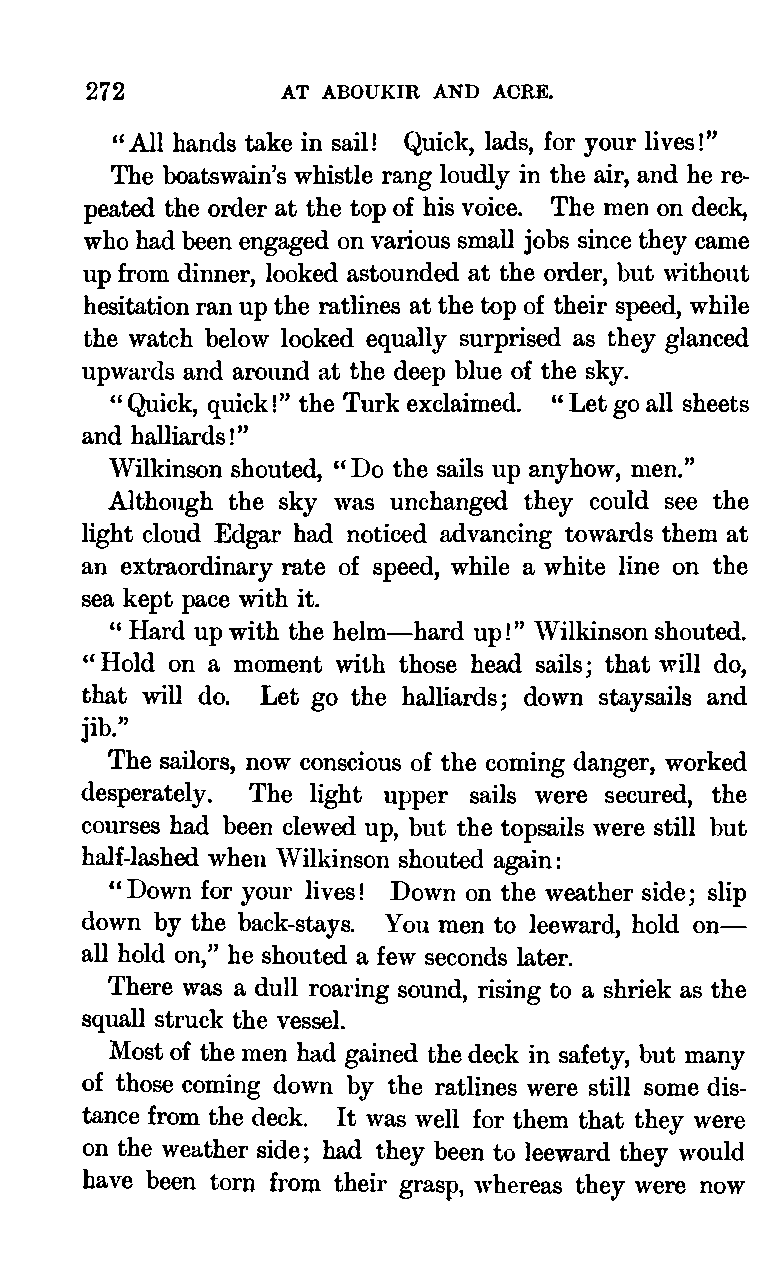 272 AT ABOUKIR AND ACRE.
"All hands take in sail! Quick, lads, for your lives!"
The boatswain's whistle rang loudly in the air, and he re-
peated the order at the top of his voice. The men on deck,
who had been engaged on various small jobs since they came
up from dinner, looked astounded at the order, but without
hesitation ran up the ratlines at the top of their speed, while
the watch below looked equally surprised as they glanced
upwards and around at the deep blue of the sky.
"Quick, quick!" the Turk exclaimed. "Let go all sheets
and halliards!"
Wilkinson shouted, "Do the sails up anyhow, men."
Although the sky was unchanged they could see the
light cloud Edgar had noticed advancing towards them at
an extraordinary rate of speed, while a white line on the
sea kept pace with it.
"Hard up with the helm—hard up!" Wilkinson shouted.
"Hold on a moment with those head sails; that will do,
that will do. Let go the halliards; down staysails and
jib."
The sailors, now conscious of the coming danger, worked
desperately. The light upper sails were secured, the
courses had been clewed up, but the topsails were still but
half-lashed when Wilkinson shouted again:
"Down for your lives! Down on the weather side; slip
down by the back-stays. You men to leeward, hold on—
all hold on," he shouted a few seconds later.
There was a dull roaring sound, rising to a shriek as the
squall struck the vessel.
Most of the men had gained the deck in safety, but many
of those coming down by the ratlines were still some dis-
tance from the deck. It was well for them that they were
on the weather side; had they been to leeward they would
have been torn from their grasp, whereas they were now